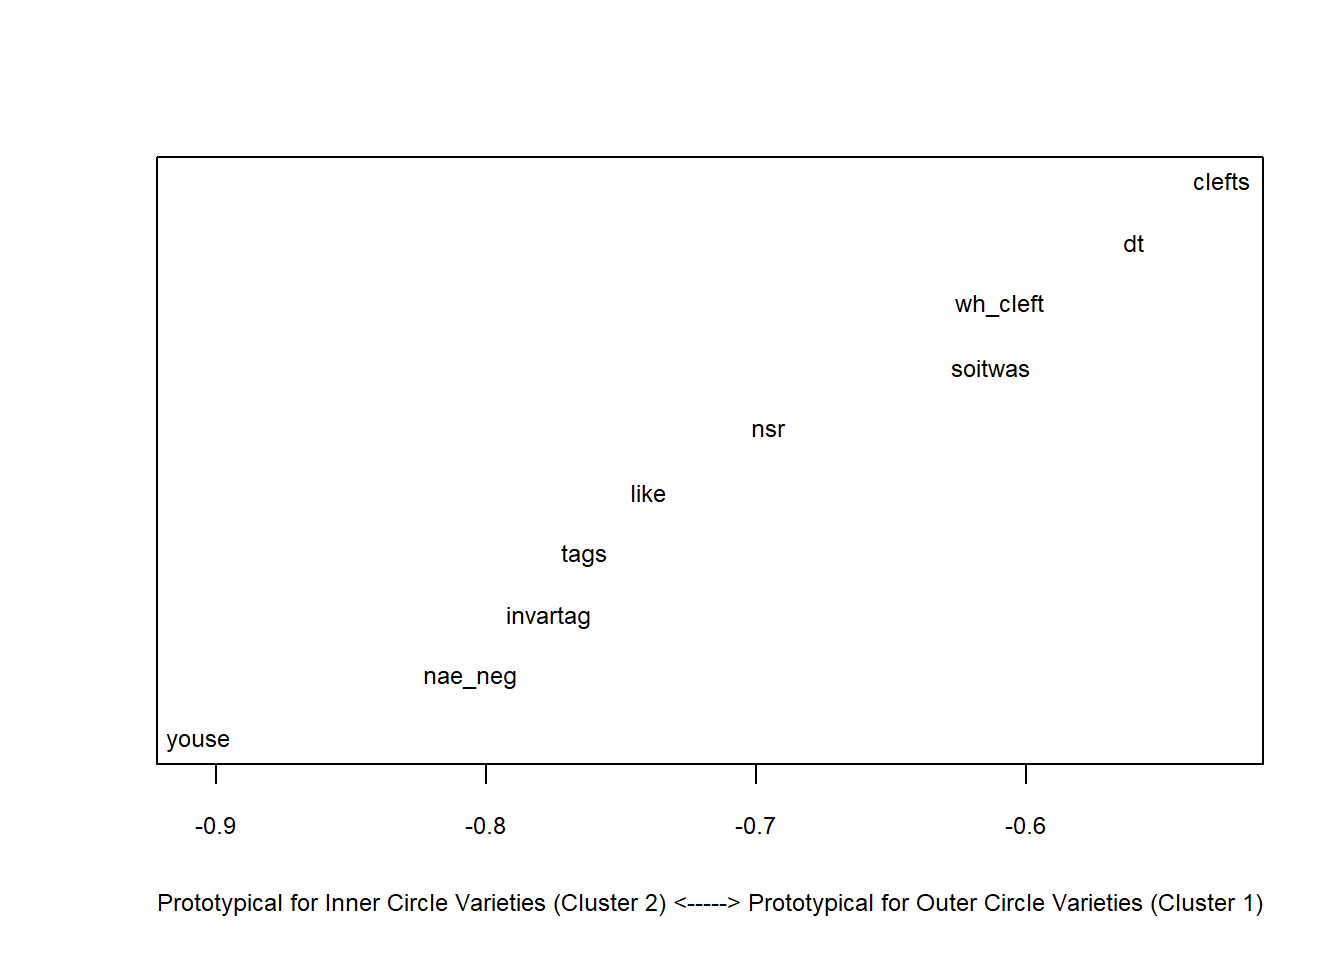 clefts
dt
wh_cleft
soitwas
nsr
like
tags
invartag
nae_neg
youse
-0.9 -0.8 -0.7 -0.6
Prototypical for Inner Circle Varieties (Cluster 2) <-----> Prototypical for Outer Circle Varieties (Cluster 1)